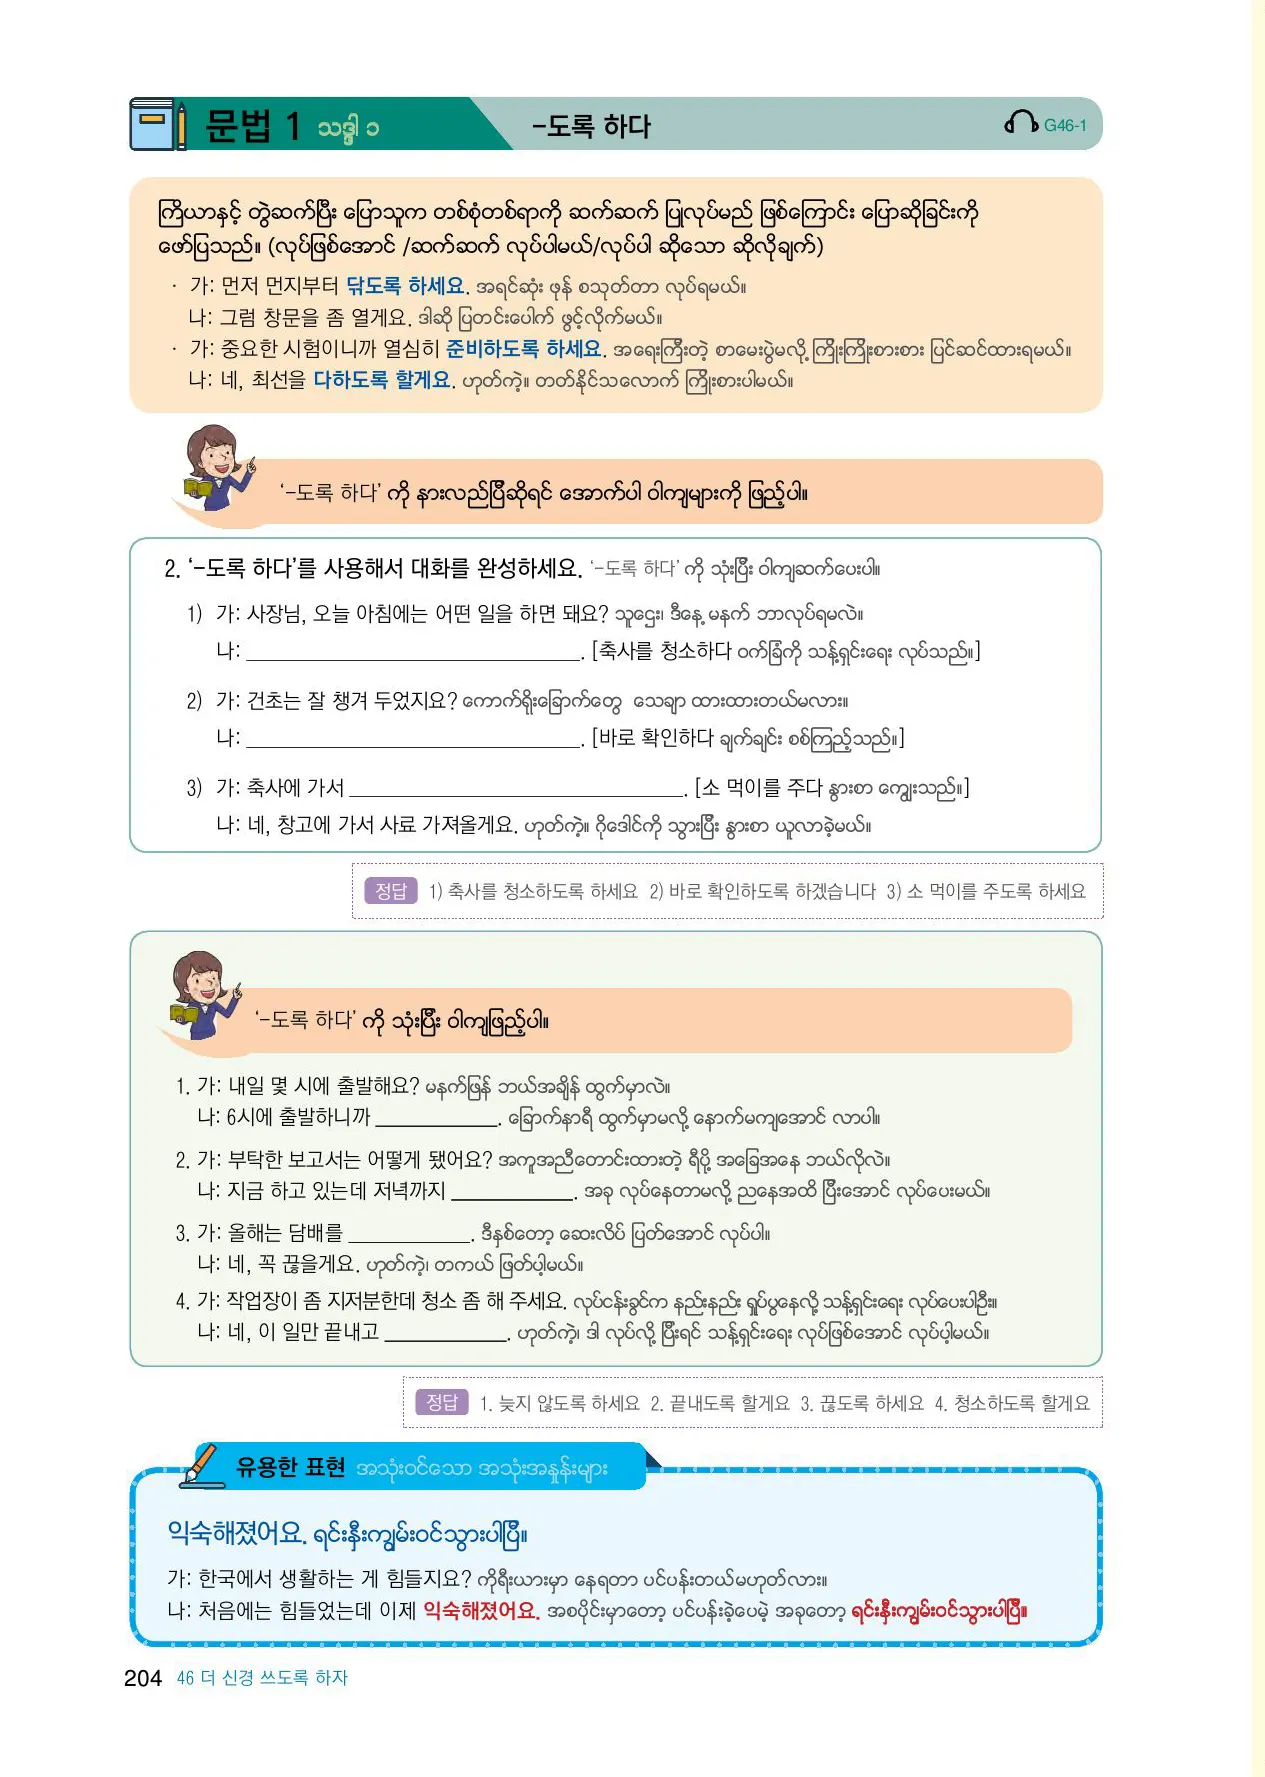 문법 1 သဒ္ဒါ ၁ -도록 하다 G46-1
ကြိယာနှင့် တွဲဆက်ပြီး ပြောသူက တစ်စုံတစ်ရာကို ဆက်ဆက် ပြုလုပ်မည် ဖြစ်ကြောင်း ပြောဆိုခြင်းကို
ဖော်ပြသည်။ (လုပ်ဖြစ်အောင် /ဆက်ဆက် လုပ်ပါမယ်/လုပ်ပါ ဆိုသော ဆိုလိုချက်)
· 가: 먼저 먼지부터 닦도록 하세요. အရင်ဆုံး ဖုန် စသုတ်တာ လုပ်ရမယ်။
나: 그럼 창문을 좀 열게요. ဒါဆို ပြတင်းပေါက် ဖွင့်လိုက်မယ်။
· 가: 중요한 시험이니까 열심히 준비하도록 하세요. အရေးကြီးတဲ့ စာမေးပွဲမလို့ ကြိုးကြိုးစားစား ပြင်ဆင်ထားရမယ်။
나: 네, 최선을 다하도록 할게요. ဟုတ်ကဲ့။ တတ်နိုင်သလောက် ကြိုးစားပါမယ်။
‘-도록 하다’ ကို နားလည်ပြီဆိုရင် အောက်ပါ ဝါကျများကို ဖြည့်ပါ။
2. ‘-도록 하다’를 사용해서 대화를 완성하세요. ‘-도록 하다’ ကို သုံးပြီး ဝါကျဆက်ပေးပါ။
1) 가: 사장님, 오늘 아침에는 어떤 일을 하면 돼요? သူဌေး၊ ဒီနေ့ မနက် ဘာလုပ်ရမလဲ။
나: ____________________. [축사를 청소하다 ဝက်ခြံကို သန့်ရှင်းရေး လုပ်သည်။]
2) 가: 건초는 잘 챙겨 두었지요? ကောက်ရိုးခြောက်တွေ သေချာ ထားထားတယ်မလား။
나: ____________________. [바로 확인하다 ချက်ချင်း စစ်ကြည့်သည်။]
3) 가: 축사에 가서 ____________________. [소 먹이를 주다 နွားစာ ကျွေးသည်။]
나: 네, 창고에 가서 사료 가져올게요. ဟုတ်ကဲ့။ ဂိုဒေါင်ကို သွားပြီး နွားစာ ယူလာခဲ့မယ်။
정답 1) 축사를 청소하도록 하세요 2) 바로 확인하도록 하겠습니다 3) 소 먹이를 주도록 하세요
‘-도록 하다’ ကို သုံးပြီး ဝါကျဖြည့်ပါ။
1. 가: 내일 몇 시에 출발해요? မနက်ဖြန် ဘယ်အချိန် ထွက်မှာလဲ။
나: 6시에 출발하니까 ____________. ခြောက်နာရီ ထွက်မှာမလို့ နောက်မကျအောင် လာပါ။
2. 가: 부탁한 보고서는 어떻게 됐어요? အကူအညီတောင်းထားတဲ့ ရီပို့ အခြေအနေ ဘယ်လိုလဲ။
나: 지금 하고 있는데 저녁까지 ____________. အခု လုပ်နေတာမလို့ ညနေအထိ ပြီးအောင် လုပ်ပေးမယ်။
3. 가: 올해는 담배를 ____________. ဒီနှစ်တော့ ဆေးလိပ် ပြတ်အောင် လုပ်ပါ။
나: 네, 꼭 끊을게요. ဟုတ်ကဲ့၊ တကယ် ဖြတ်ပါ့မယ်။
4. 가: 작업장이 좀 지저분한데 청소 좀 해 주세요. လုပ်ငန်းခွင်က နည်းနည်း ရှုပ်ပွနေလို့ သန့်ရှင်းရေး လုပ်ပေးပါဦး။
나: 네, 이 일만 끝내고 ____________. ဟုတ်ကဲ့၊ ဒါ လုပ်လို့ ပြီးရင် သန့်ရှင်းရေး လုပ်ဖြစ်အောင် လုပ်ပါ့မယ်။
정답 1. 늦지 않도록 하세요 2. 끝내도록 할게요 3. 끊도록 하세요 4. 청소하도록 할게요
유용한 표현 အသုံးဝင်သော အသုံးအနှုန်းများ
익숙해졌어요. ရင်းနှီးကျွမ်းဝင်သွားပါပြီ။
가: 한국에서 생활하는 게 힘들지요? ကိုရီးယားမှာ နေရတာ ပင်ပန်းတယ်မဟုတ်လား။
나: 처음에는 힘들었는데 이제 익숙해졌어요. အစပိုင်းမှာတော့ ပင်ပန်းခဲ့ပေမဲ့ အခုတော့ ရင်းနှီးကျွမ်းဝင်သွားပါပြီ။
204 46 더 신경 쓰도록 하자